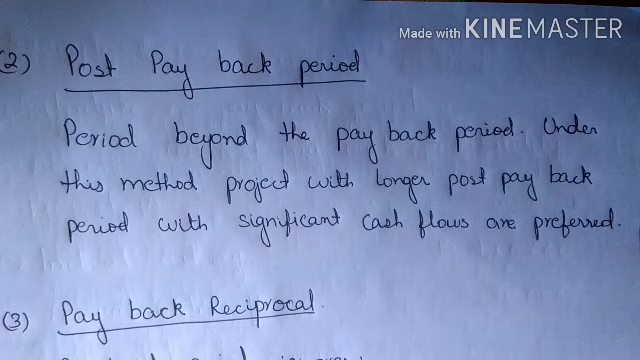 Made with KINEMASTER
(2) Post Pay back period
Period beyond the pay back period. Under
this method project with longer post pay back
period with significant cash flows are preferred.
(3) Pay back Reciprocal.